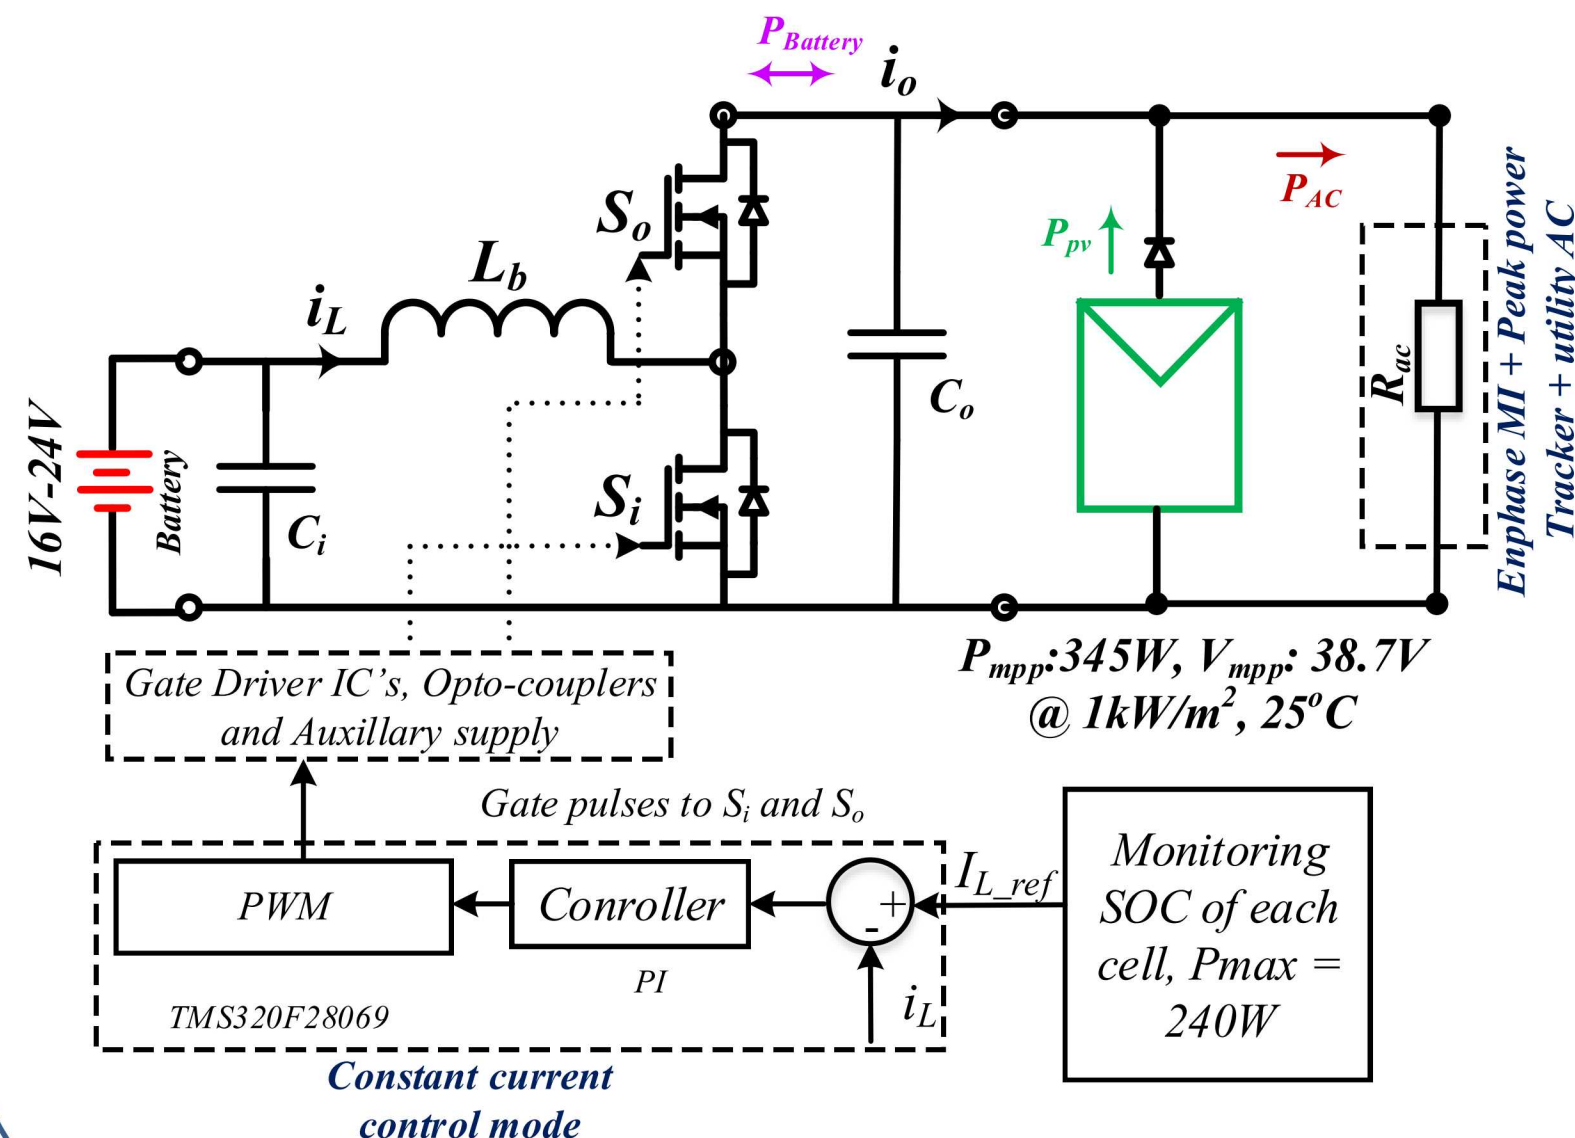 P_Battery
i_o
S_o
P_AC
P_pv
L_b
i_L
16V-24V
Battery
C_i
S_i
C_o
R_ac
Enphase MI + Peak power
Tracker + utility AC
P_mpp:345W, V_mpp: 38.7V
@ 1kW/m², 25°C
Gate Driver IC's, Opto-couplers
and Auxillary supply
Gate pulses to S_i and S_o
PWM
Conroller
PI
+
-
I_L_ref
i_L
TMS320F28069
Monitoring
SOC of each
cell, Pmax =
240W
Constant current
control mode